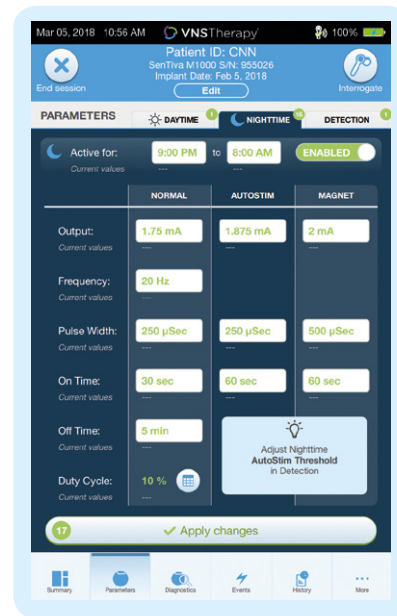 Mar 05, 2018 10:56 AM VNSTherapy 100%
Patient ID: CNN
SenTiva M1000 S/N: 955026
Implant Date: Feb 5, 2018
End session Edit Interrogate
PARAMETERS DAYTIME 1 NIGHTTIME 15 DETECTION 1
Active for: 9:00 PM to 8:00 AM ENABLED
Current values --- ---
NORMAL AUTOSTIM MAGNET
Output: 1.75 mA 1.875 mA 2 mA
Current values --- --- ---
Frequency: 20 Hz
Current values ---
Pulse Width: 250 µSec 250 µSec 500 µSec
Current values --- --- ---
On Time: 30 sec 60 sec 60 sec
Current values --- --- ---
Off Time: 5 min
Current values ---
Adjust Nighttime
AutoStim Threshold
in Detection
Duty Cycle: 10 %
Current values ---
17 Apply changes
Summary Parameters Diagnostics Events History More